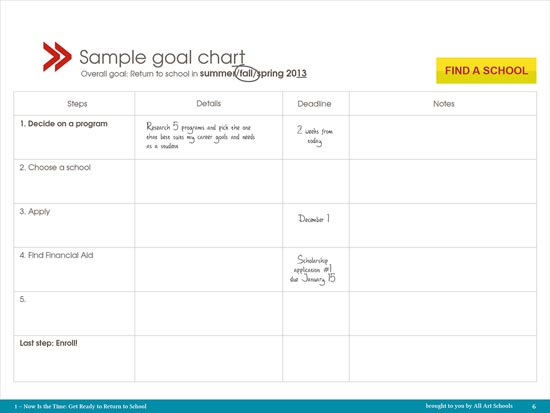 Sample goal chart
Overall goal: Return to school in summer/fall/spring 2013
FIND A SCHOOL
Steps Details Deadline Notes
1. Decide on a program
Research 5 programs and pick the one
that best suits my career goals and needs
as a student
2 weeks from
today
2. Choose a school
3. Apply
December 1
4. Find Financial Aid
Scholarship
application #1
due January 15
5.
Last step: Enroll!
1 – Now Is the Time: Get Ready to Return to School
brought to you by All Art Schools 6